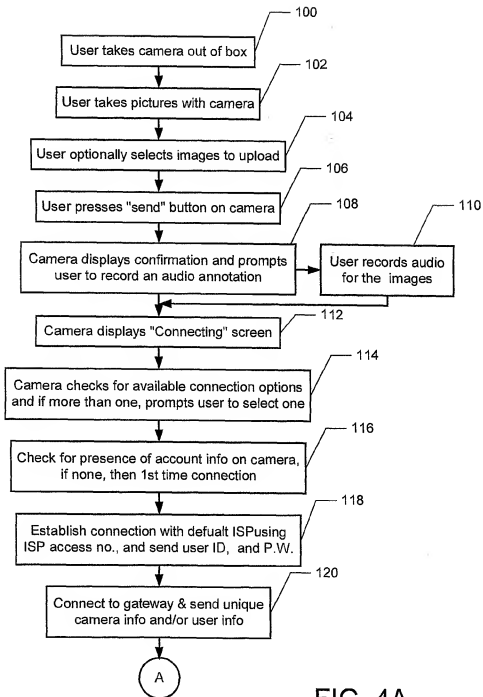 100
User takes camera out of box
102
User takes pictures with camera
104
User optionally selects images to upload
106
User presses "send" button on camera
108
Camera displays confirmation and prompts
user to record an audio annotation
110
User records audio
for the images
112
Camera displays "Connecting" screen
114
Camera checks for available connection options
and if more than one, prompts user to select one
116
Check for presence of account info on camera,
if none, then 1st time connection
118
Establish connection with defualt ISPusing
ISP access no., and send user ID, and P.W.
120
Connect to gateway & send unique
camera info and/or user info
A
FIG. 4A